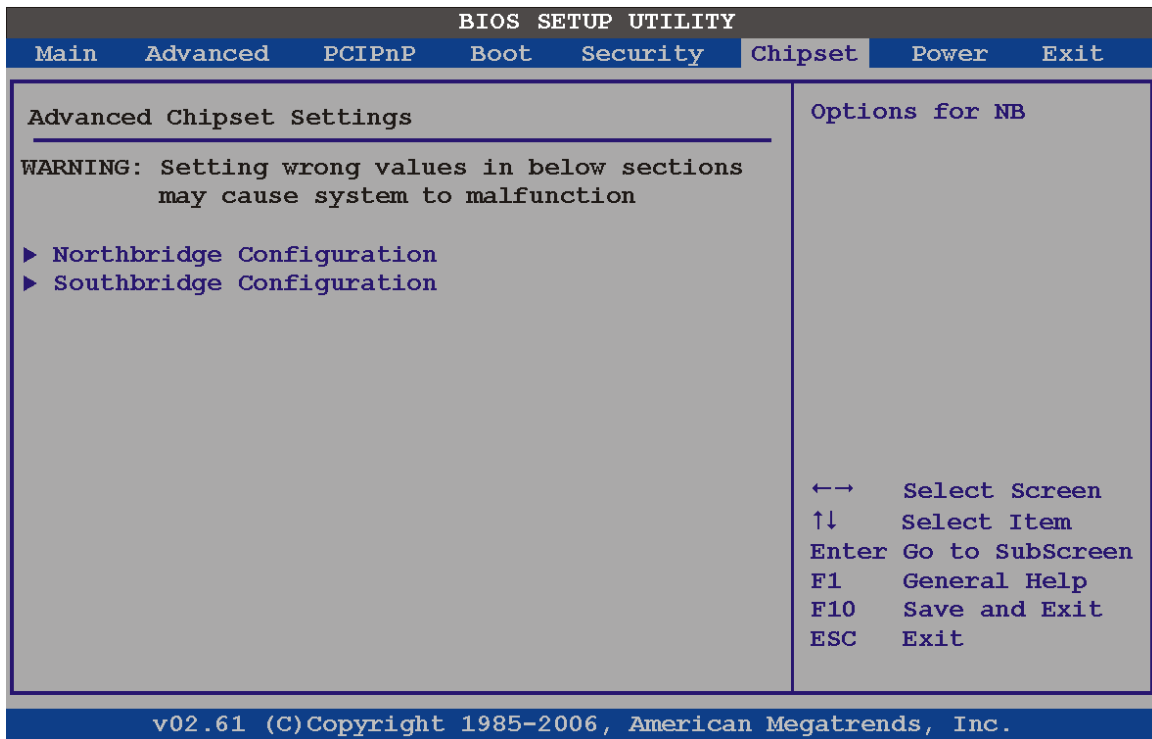 BIOS SETUP UTILITY
Main Advanced PCIPnP Boot Security Chipset Power Exit
Advanced Chipset Settings
WARNING: Setting wrong values in below sections
may cause system to malfunction
▶ Northbridge Configuration
▶ Southbridge Configuration
Options for NB
←→ Select Screen
↑↓ Select Item
Enter Go to SubScreen
F1 General Help
F10 Save and Exit
ESC Exit
v02.61 (C)Copyright 1985-2006, American Megatrends, Inc.